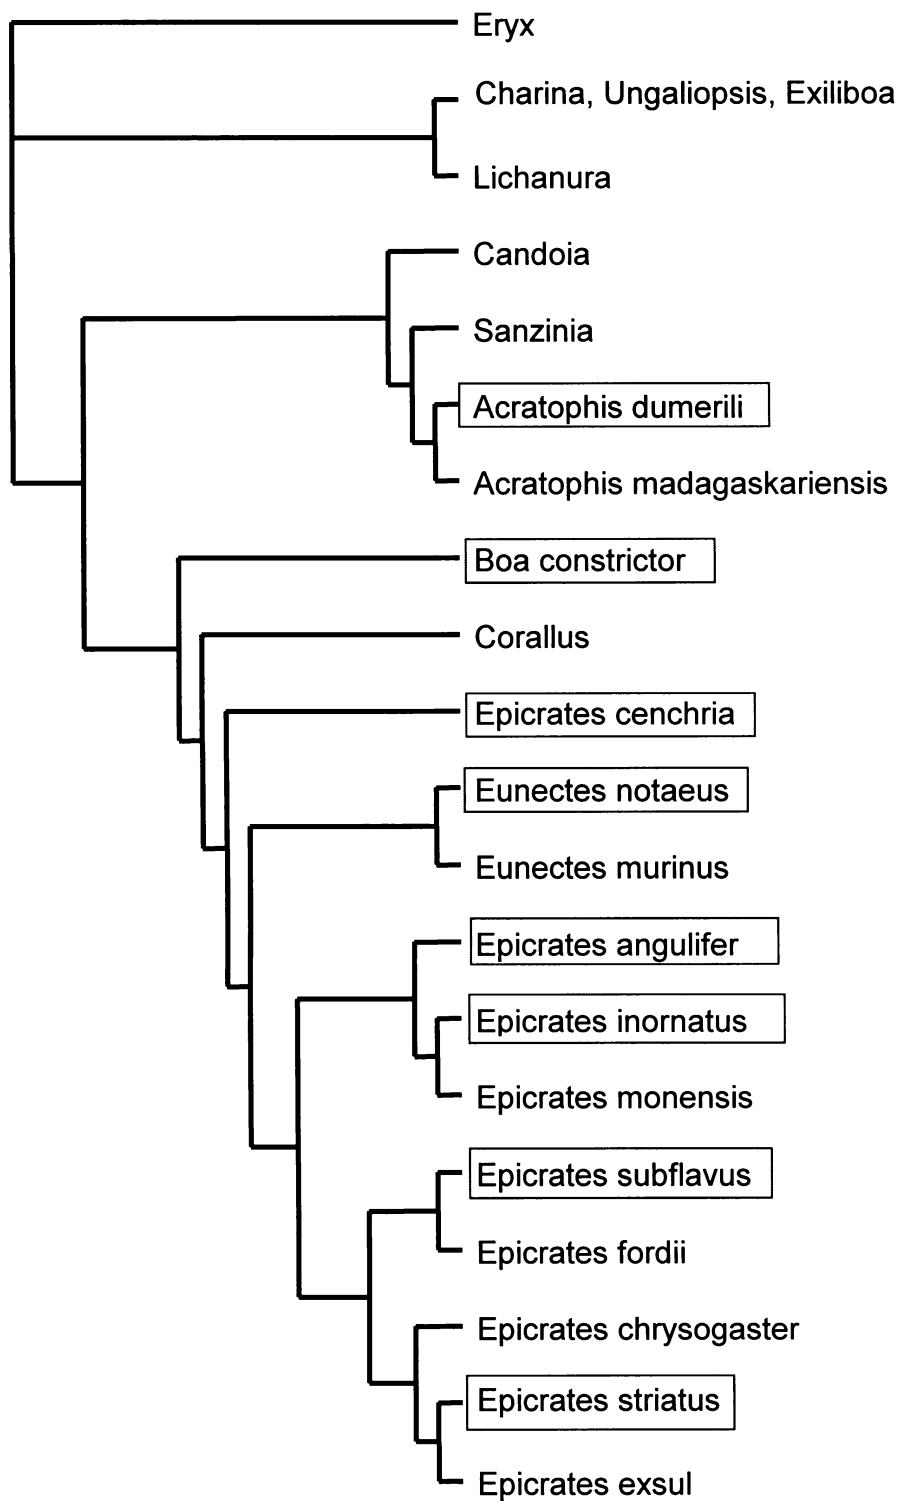 Eryx
Charina, Ungaliopsis, Exiliboa
Lichanura
Candoia
Sanzinia
Acratophis dumerili
Acratophis madagaskariensis
Boa constrictor
Corallus
Epicrates cenchria
Eunectes notaeus
Eunectes murinus
Epicrates angulifer
Epicrates inornatus
Epicrates monensis
Epicrates subflavus
Epicrates fordii
Epicrates chrysogaster
Epicrates striatus
Epicrates exsul